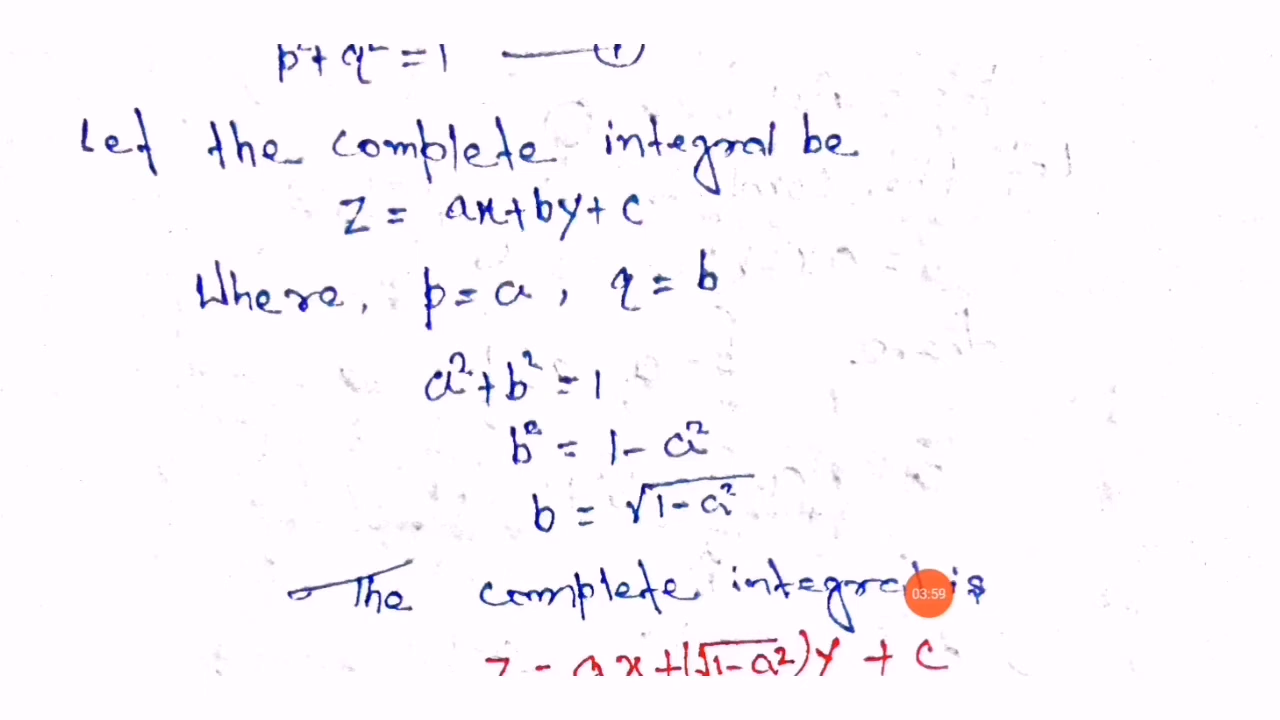 p²+ q² = 1 —— ①
Let the complete integral be
z = ax+by+c
Where, p = a, q = b
a²+b² = 1
b² = 1-a²
b = √1-a²
The complete integral is
03:59
z = ax+(√1-a²)y + c